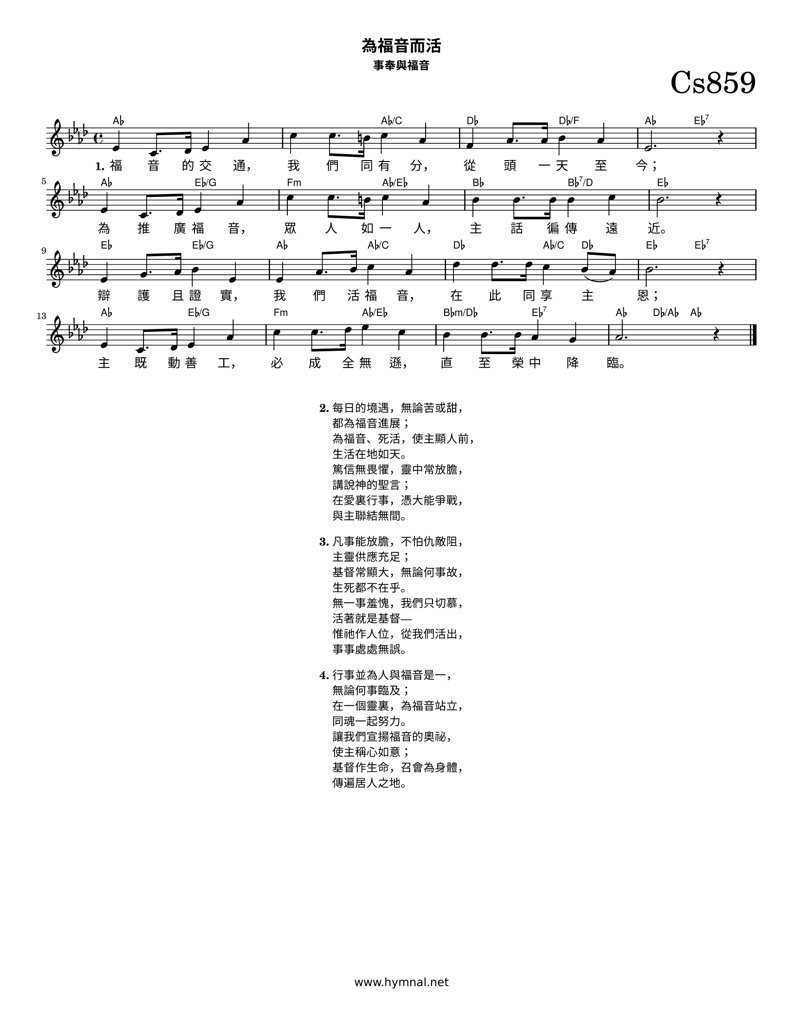 為福音而活
事奉與福音
Cs859
A♭ A♭/C D♭ D♭/F A♭ E♭7
1. 福 音 的 交 通， 我 們 同 有 分， 從 頭 一 天 至 今；
5 A♭ E♭/G Fm A♭/E♭ B♭ B♭7/D E♭
為 推 廣 福 音， 眾 人 如 一 人， 主 話 徧 傳 遠 近。
9 E♭ E♭/G A♭ A♭/C D♭ A♭/C D♭ E♭ E♭7
辯 護 且 證 實， 我 們 活 福 音， 在 此 同 享 主 恩；
13 A♭ E♭/G Fm A♭/E♭ B♭m/D♭ E♭7 A♭ D♭/A♭ A♭
主 既 動 善 工， 必 成 全 無 遜， 直 至 榮 中 降 臨。
2. 每日的境遇，無論苦或甜，
都為福音進展；
為福音、死活，使主顯人前，
生活在地如天。
篤信無畏懼，靈中常放膽，
講說神的聖言；
在愛裏行事，憑大能爭戰，
與主聯結無間。
3. 凡事能放膽，不怕仇敵阻，
主靈供應充足；
基督常顯大，無論何事故，
生死都不在乎。
無一事羞愧，我們只切慕，
活著就是基督—
惟祂作人位，從我們活出，
事事處處無誤。
4. 行事並為人與福音是一，
無論何事臨及；
在一個靈裏，為福音站立，
同魂一起努力。
讓我們宣揚福音的奧祕，
使主稱心如意；
基督作生命，召會為身體，
傳遍居人之地。
www.hymnal.net